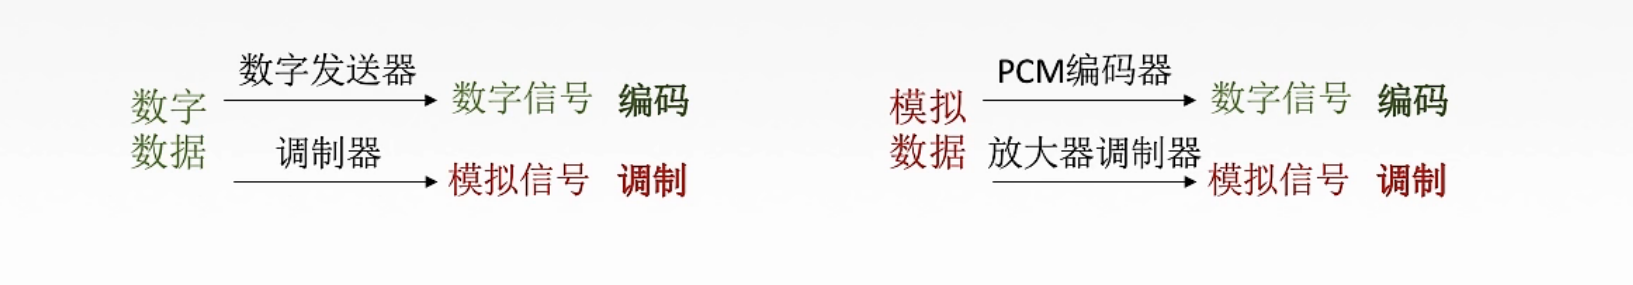 数字发送器
数字
数据
数字信号 编码
调制器
模拟信号 调制
PCM编码器
模拟
数据
数字信号 编码
放大器调制器
模拟信号 调制